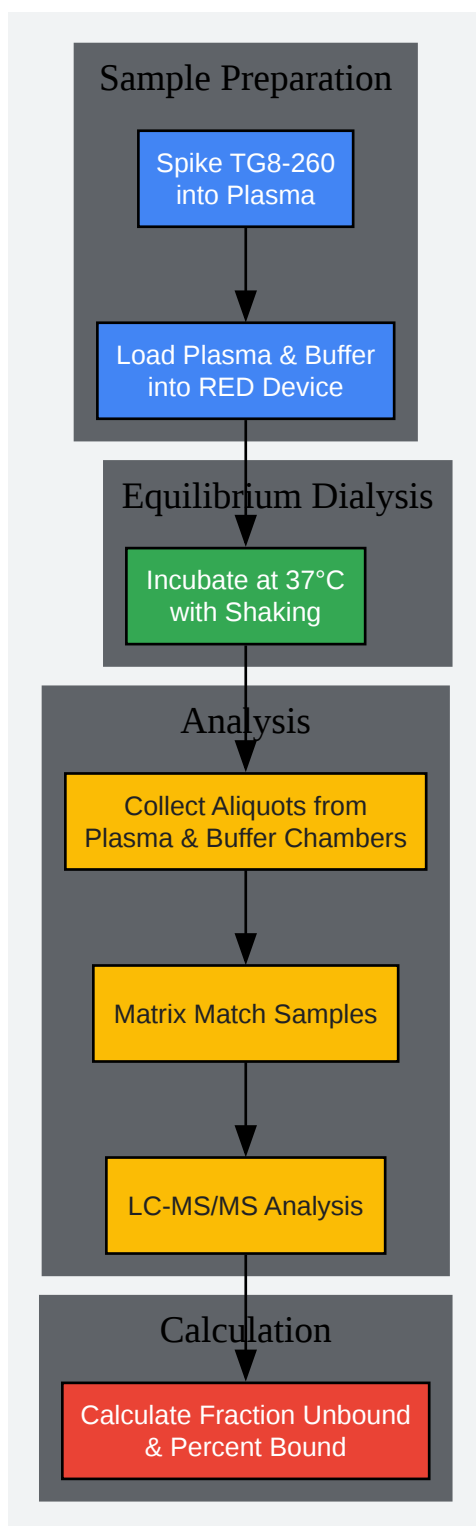 Sample Preparation
Spike TG8-260
into Plasma
Load Plasma & Buffer
into RED Device
Equilibrium Dialysis
Incubate at 37°C
with Shaking
Analysis
Collect Aliquots from
Plasma & Buffer Chambers
Matrix Match Samples
LC-MS/MS Analysis
Calculation
Calculate Fraction Unbound
& Percent Bound